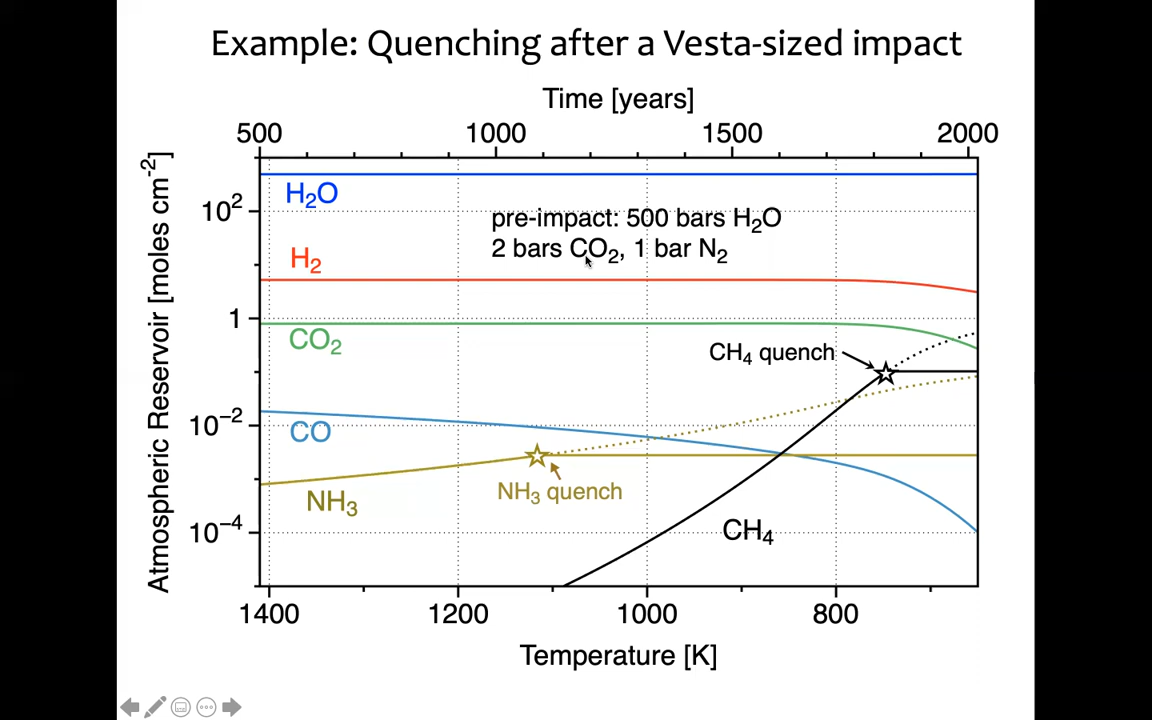 Example: Quenching after a Vesta-sized impact
Time [years]
500 1000 1500 2000
Atmospheric Reservoir [moles cm⁻²]
10²
1
10⁻²
10⁻⁴
H₂O
pre-impact: 500 bars H₂O
2 bars CO₂, 1 bar N₂
H₂
CO₂
CH₄ quench
CO
NH₃ quench
NH₃
CH₄
1400 1200 1000 800
Temperature [K]